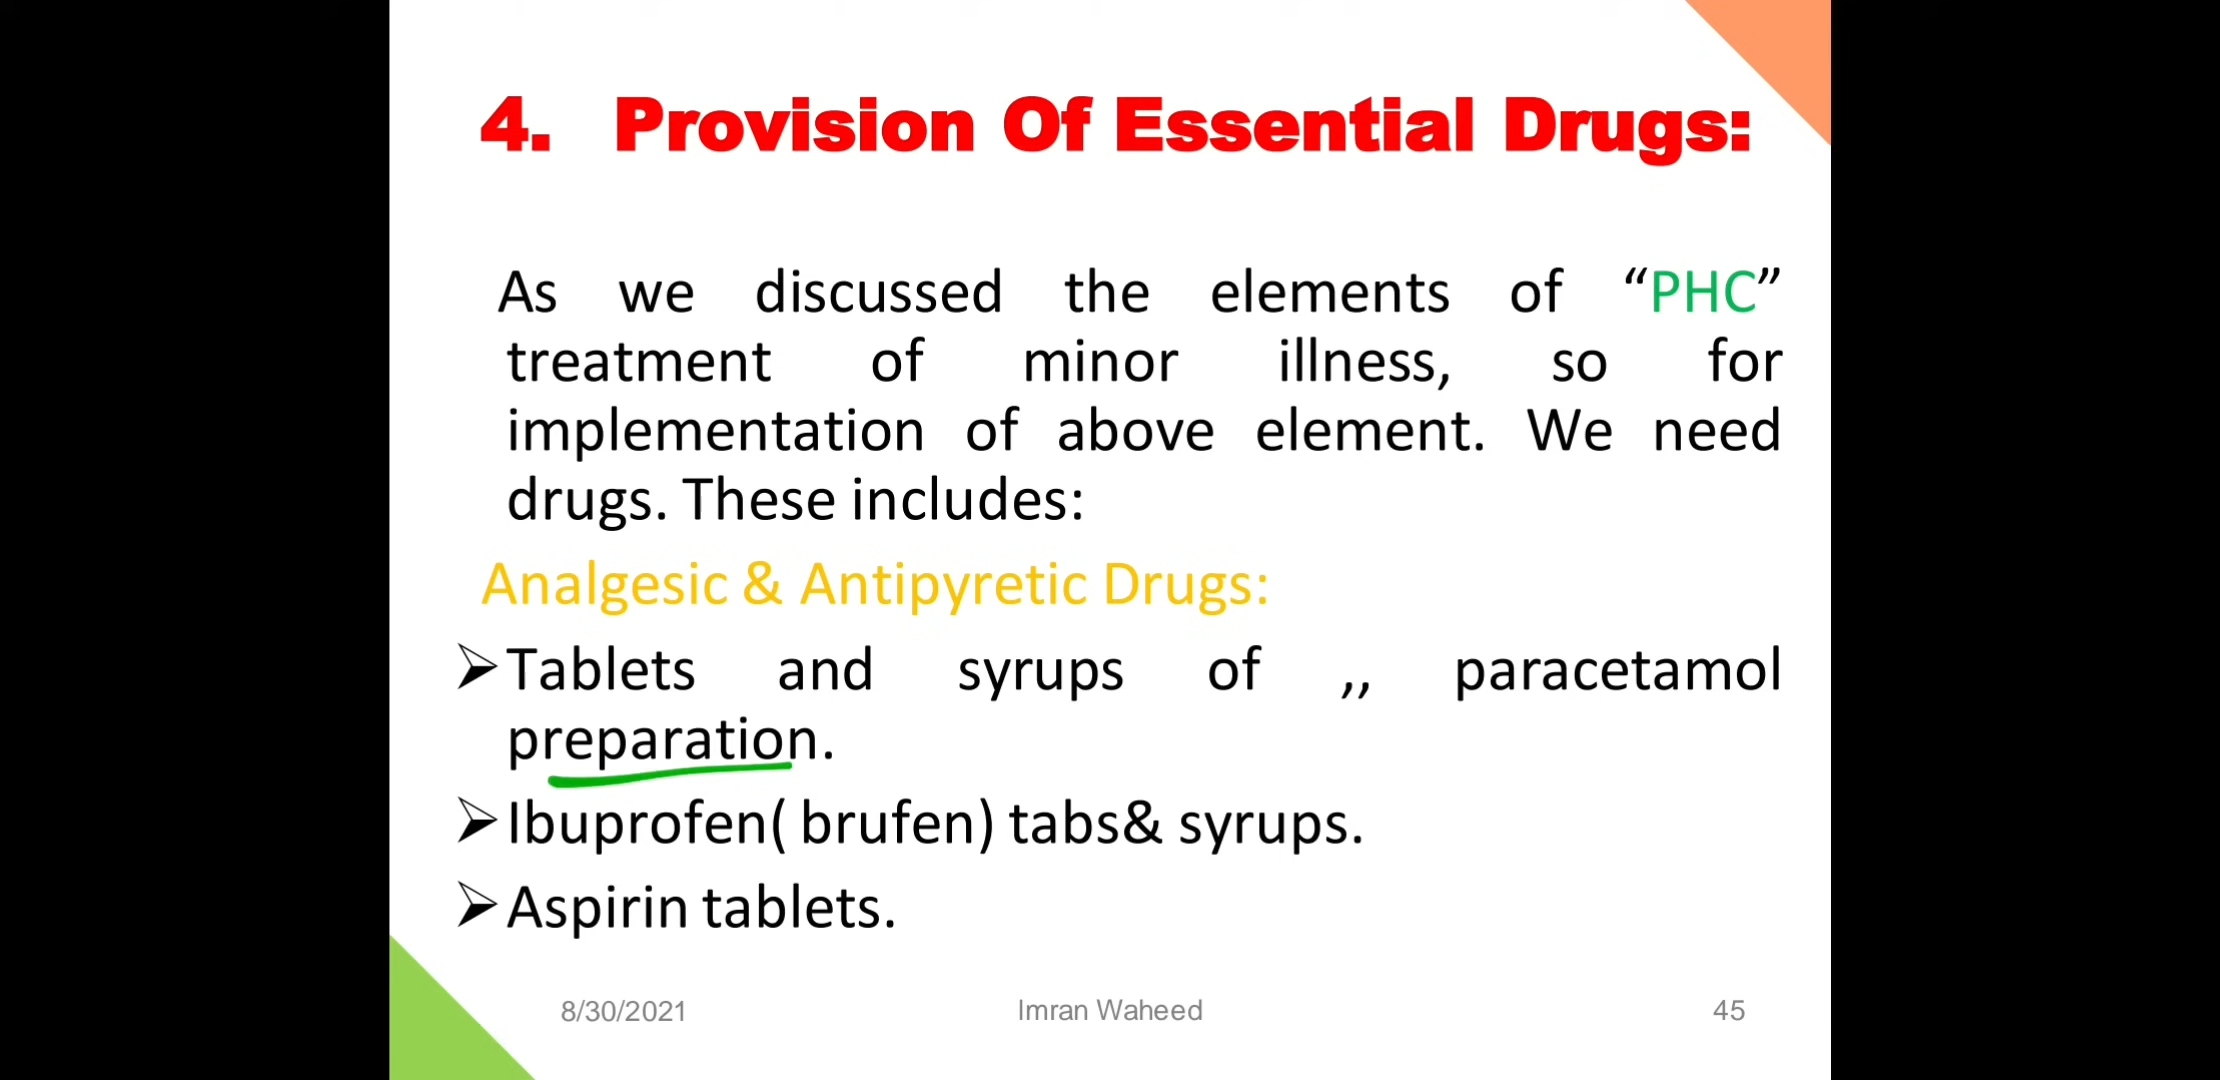 4. Provision Of Essential Drugs:
As we discussed the elements of “PHC”
treatment of minor illness, so for
implementation of above element. We need
drugs. These includes:
Analgesic & Antipyretic Drugs:
➢Tablets and syrups of ,, paracetamol
preparation.
➢Ibuprofen( brufen) tabs& syrups.
➢Aspirin tablets.
8/30/2021 Imran Waheed 45